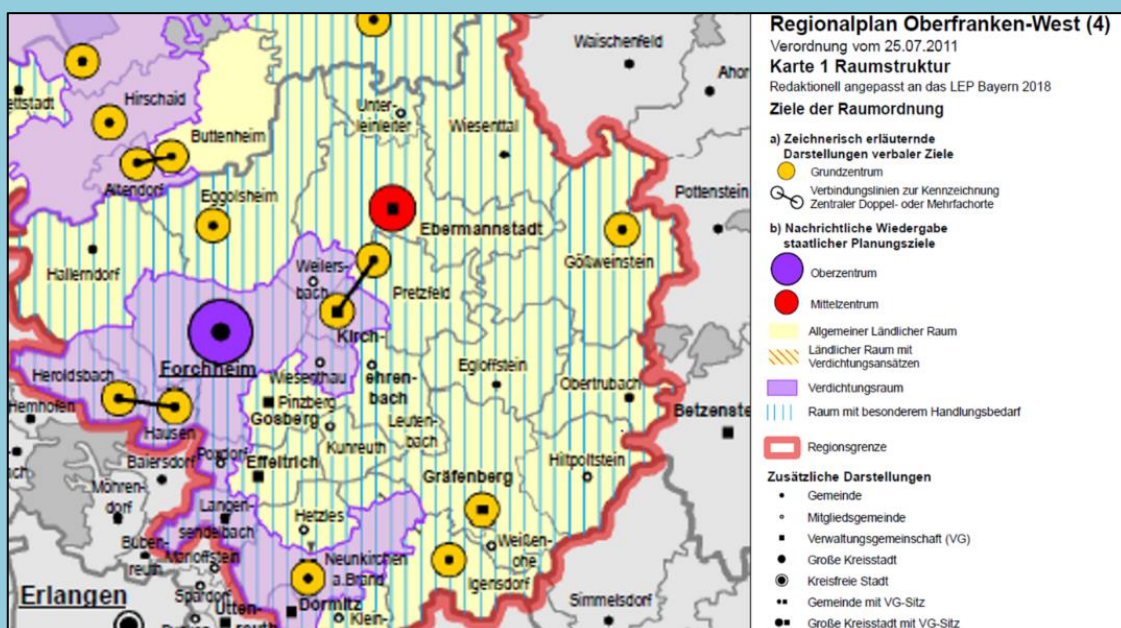 Waischenfeld
Ahor
Hirschaid
ettstadt
Unter-
leinleiter
Wiesenttal
Buttenheim
Altendorf
Eggolsheim
Pottenstein
Ebermannstadt
Gößweinstein
Hallerndorf
Weilers-
bach
Pretzfeld
Kirch-
ehren-
bach
Forchheim
Wiesenthau
Egloffstein
Obertrubach
Heroldsbach
Hemhofen
Pinzberg
Gosberg
Leuten-
bach
Betzenste
Hausen
Kunreuth
Poxdorf
Baiersdorf
Effeltrich
Gräfenberg
Hiltpoltstein
ch
Möhren-
dorf
Langen-
sendelbach
Hetzles
Weißen-
ohe
Buben-
reuth
Marloffstein
Neunkirchen
a.Brand
Igensdorf
Spardorf
Erlangen
Utten-
reuth
Dormitz
Klein-
Simmelsdorf
Regionalplan Oberfranken-West (4)
Verordnung vom 25.07.2011
Karte 1 Raumstruktur
Redaktionell angepasst an das LEP Bayern 2018
Ziele der Raumordnung
a) Zeichnerisch erläuternde
Darstellungen verbaler Ziele
Grundzentrum
Verbindungslinien zur Kennzeichnung
Zentraler Doppel- oder Mehrfachorte
b) Nachrichtliche Wiedergabe
staatlicher Planungsziele
Oberzentrum
Mittelzentrum
Allgemeiner Ländlicher Raum
Ländlicher Raum mit
Verdichtungsansätzen
Verdichtungsraum
Raum mit besonderem Handlungsbedarf
Regionsgrenze
Zusätzliche Darstellungen
Gemeinde
Mitgliedsgemeinde
Verwaltungsgemeinschaft (VG)
Große Kreisstadt
Kreisfreie Stadt
Gemeinde mit VG-Sitz
Große Kreisstadt mit VG-Sitz